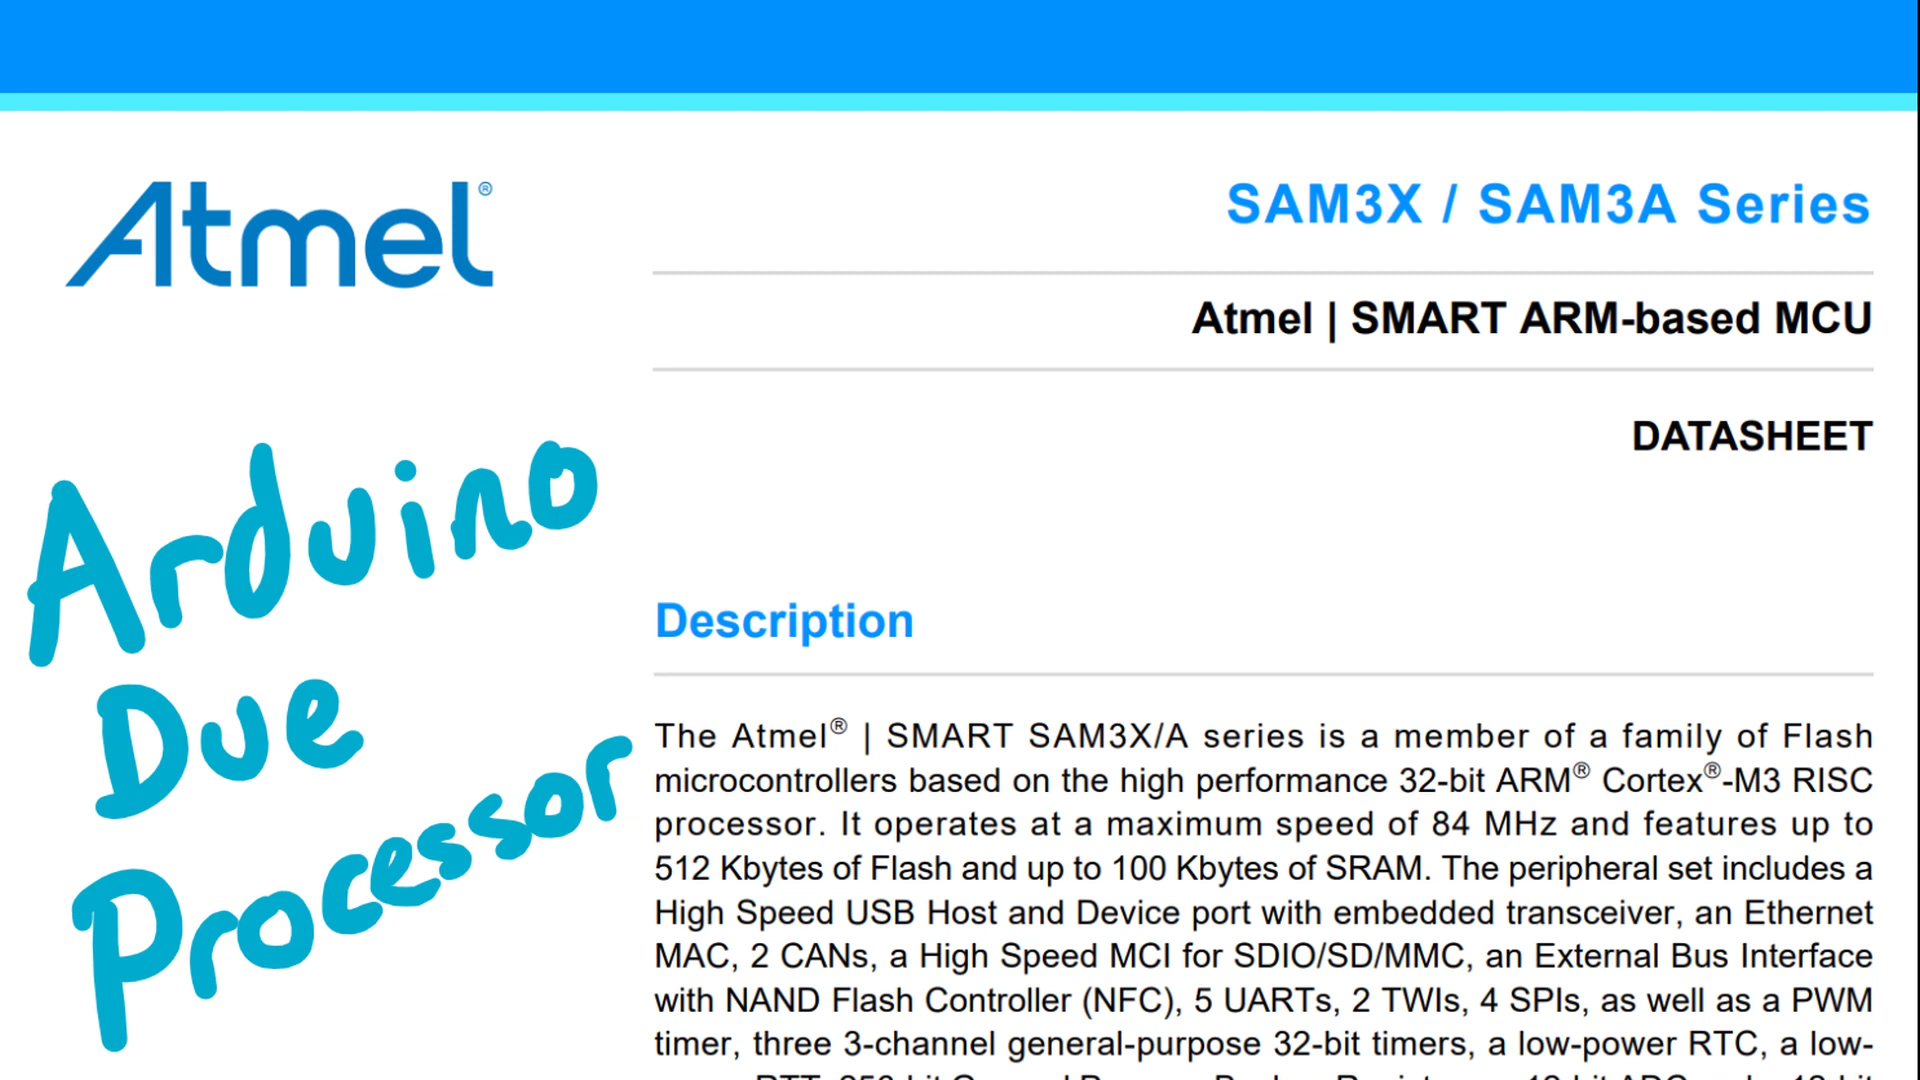 Atmel®
SAM3X / SAM3A Series
Atmel | SMART ARM-based MCU
DATASHEET
Arduino
Due
Processor
Description
The Atmel® | SMART SAM3X/A series is a member of a family of Flash
microcontrollers based on the high performance 32-bit ARM® Cortex®-M3 RISC
processor. It operates at a maximum speed of 84 MHz and features up to
512 Kbytes of Flash and up to 100 Kbytes of SRAM. The peripheral set includes a
High Speed USB Host and Device port with embedded transceiver, an Ethernet
MAC, 2 CANs, a High Speed MCI for SDIO/SD/MMC, an External Bus Interface
with NAND Flash Controller (NFC), 5 UARTs, 2 TWIs, 4 SPIs, as well as a PWM
timer, three 3-channel general-purpose 32-bit timers, a low-power RTC, a low-